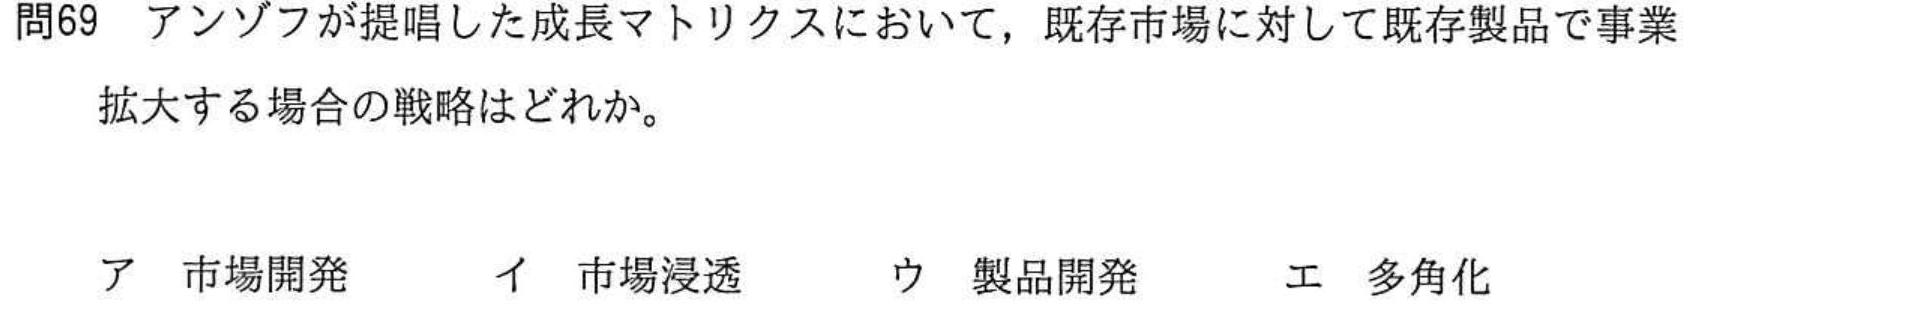 問69　アンゾフが提唱した成長マトリクスにおいて，既存市場に対して既存製品で事業
拡大する場合の戦略はどれか。
ア　市場開発　　イ　市場浸透　　ウ　製品開発　　エ　多角化